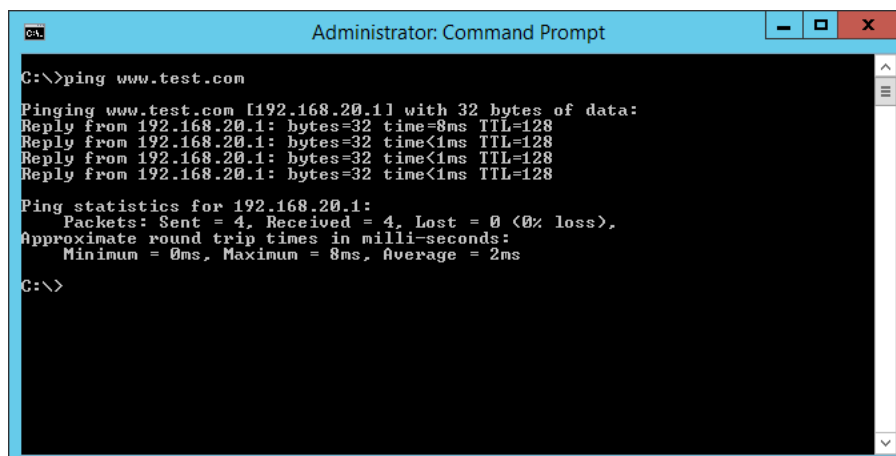 Administrator: Command Prompt
C:\>ping www.test.com
Pinging www.test.com [192.168.20.1] with 32 bytes of data:
Reply from 192.168.20.1: bytes=32 time=8ms TTL=128
Reply from 192.168.20.1: bytes=32 time<1ms TTL=128
Reply from 192.168.20.1: bytes=32 time<1ms TTL=128
Reply from 192.168.20.1: bytes=32 time<1ms TTL=128
Ping statistics for 192.168.20.1:
    Packets: Sent = 4, Received = 4, Lost = 0 (0% loss),
Approximate round trip times in milli-seconds:
    Minimum = 0ms, Maximum = 8ms, Average = 2ms
C:\>